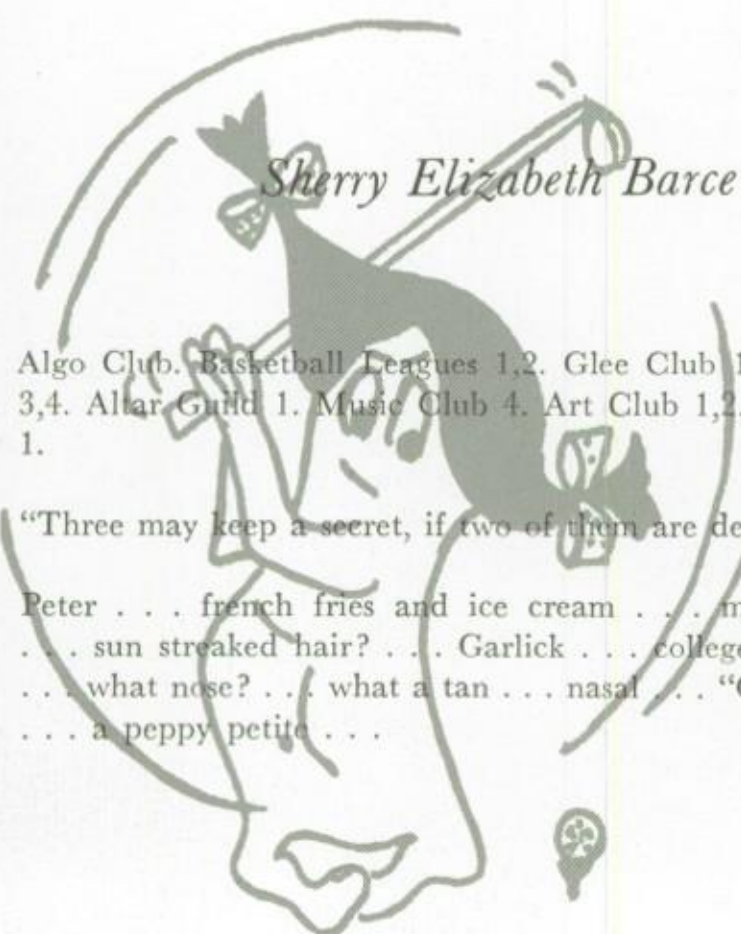 Sherry Elizabeth Barce
Algo Club. Basketball Leagues 1,2. Glee Club 1
3,4. Altar Guild 1. Music Club 4. Art Club 1,2.
1.
“Three may keep a secret, if two of them are de
Peter . . . french fries and ice cream . . . m
. . . sun streaked hair? . . . Garlick . . . college
. . . what nose? . . . what a tan . . . nasal . . . “
. . . a peppy petite . . .